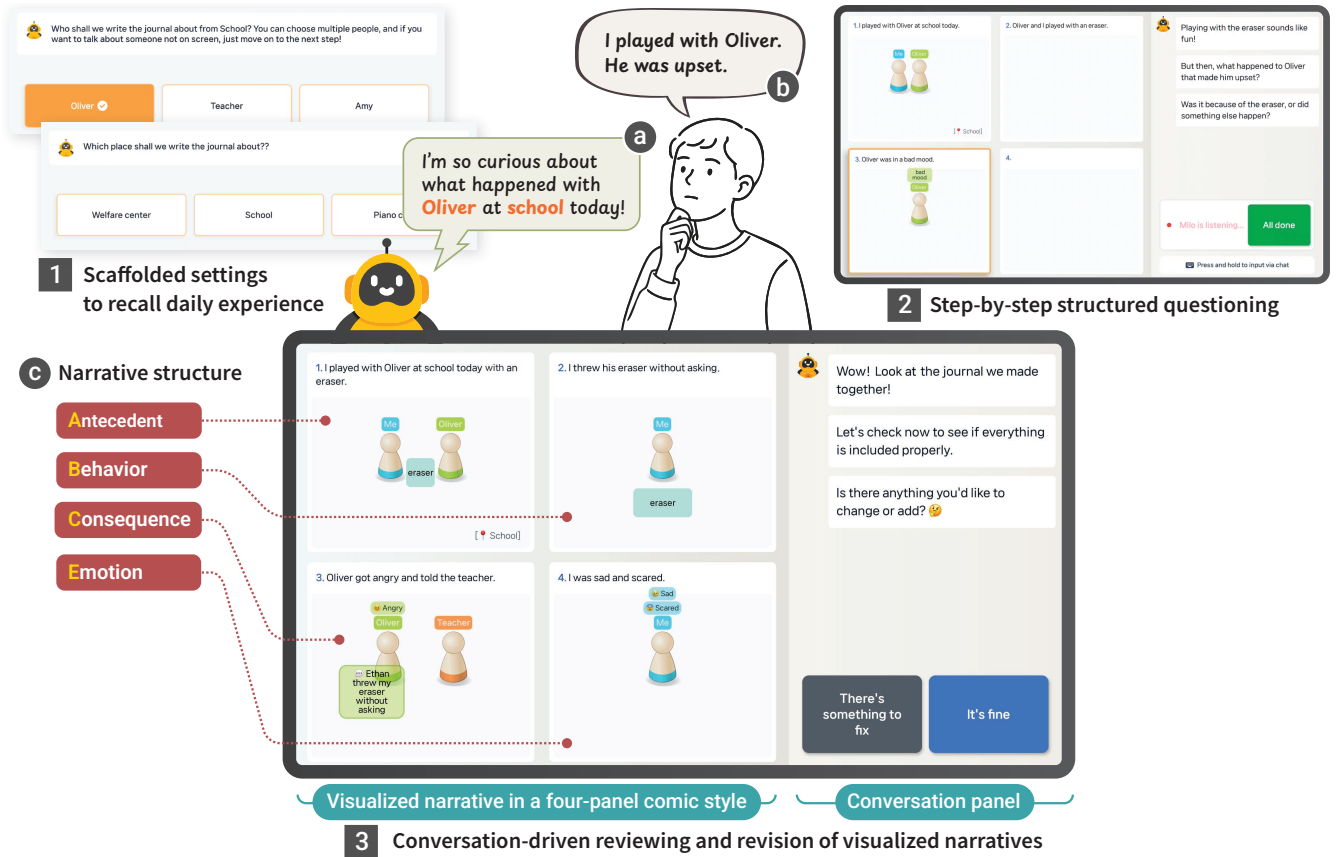 Who shall we write the journal about from School? You can choose multiple people, and if you
want to talk about someone not on screen, just move on to the next step!
Oliver
Teacher
Amy
Which place shall we write the journal about??
Welfare center
School
Piano c
1 Scaffolded settings
to recall daily experience
a
I'm so curious about
what happened with
Oliver at school today!
b
I played with Oliver.
He was upset.
1. I played with Oliver at school today.
Me
Oliver
[📍 School]
2. Oliver and I played with an eraser.
3. Oliver was in a bad mood.
bad
mood
Oliver
4.
Playing with the eraser sounds like
fun!
But then, what happened to Oliver
that made him upset?
Was it because of the eraser, or did
something else happen?
Milo is listening...
All done
Press and hold to input via chat
2 Step-by-step structured questioning
c Narrative structure
Antecedent
Behavior
Consequence
Emotion
1. I played with Oliver at school today with an
eraser.
Me
Oliver
eraser
[📍 School]
2. I threw his eraser without asking.
Me
eraser
3. Oliver got angry and told the teacher.
Angry
Oliver
Teacher
Ethan
threw my
eraser
without
asking
4. I was sad and scared.
Sad
Scared
Me
Wow! Look at the journal we made
together!
Let's check now to see if everything
is included properly.
Is there anything you'd like to
change or add? 🤔
There's
something to
fix
It's fine
Visualized narrative in a four-panel comic style
Conversation panel
3 Conversation-driven reviewing and revision of visualized narratives